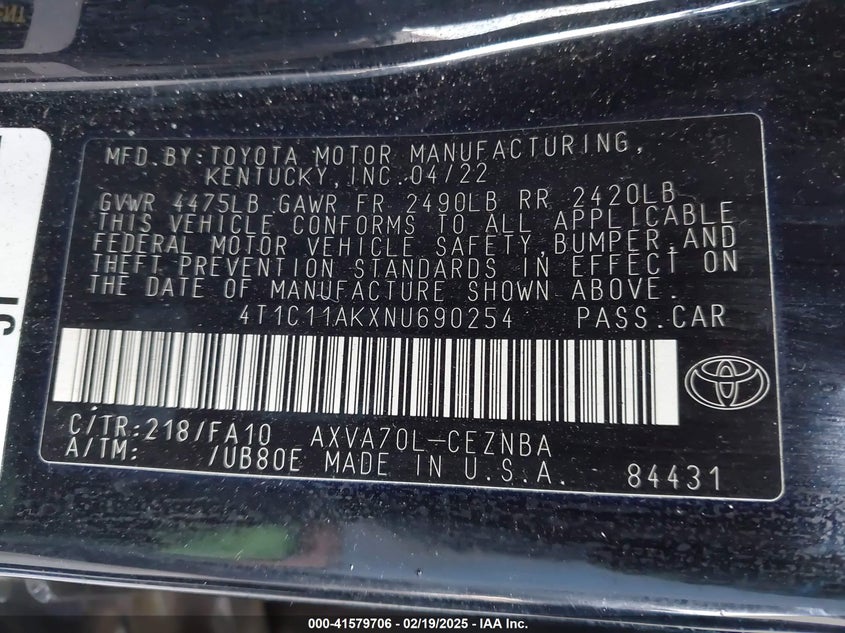 MFD.BY:TOYOTA MOTOR MANUFACTURING,
KENTUCKY,INC.04/22
GVWR 4475LB GAWR FR 2490LB RR 2420LB
THIS VEHICLE CONFORMS TO ALL APPLICABLE
FEDERAL MOTOR VEHICLE SAFETY,BUMPER,AND
THEFT PREVENTION STANDARDS IN EFFECT ON
THE DATE OF MANUFACTURE SHOWN ABOVE.
4T1C11AKXNU690254 PASS.CAR
C/TR:218/FA10 AXVA70L-CEZNBA
A/TM: /UB80E MADE IN U.S.A. 84431
000-41579706 - 02/19/2025 - IAA Inc.